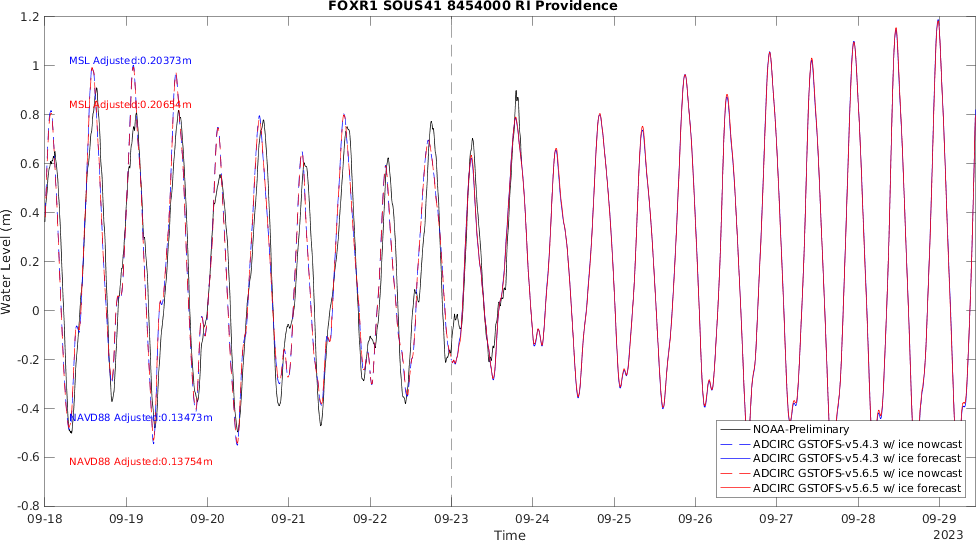 FOXR1 SOUS41 8454000 RI Providence
1.2
1
0.8
0.6
0.4
0.2
0
-0.2
-0.4
-0.6
-0.8
Water Level (m)
MSL Adjusted:0.20373m
MSL Adjusted:0.20654m
NAVD88 Adjusted:0.13473m
NAVD88 Adjusted:0.13754m
NOAA-Preliminary
ADCIRC GSTOFS-v5.4.3 w/ ice nowcast
ADCIRC GSTOFS-v5.4.3 w/ ice forecast
ADCIRC GSTOFS-v5.6.5 w/ ice nowcast
ADCIRC GSTOFS-v5.6.5 w/ ice forecast
09-18 09-19 09-20 09-21 09-22 09-23 09-24 09-25 09-26 09-27 09-28 09-29
Time
2023